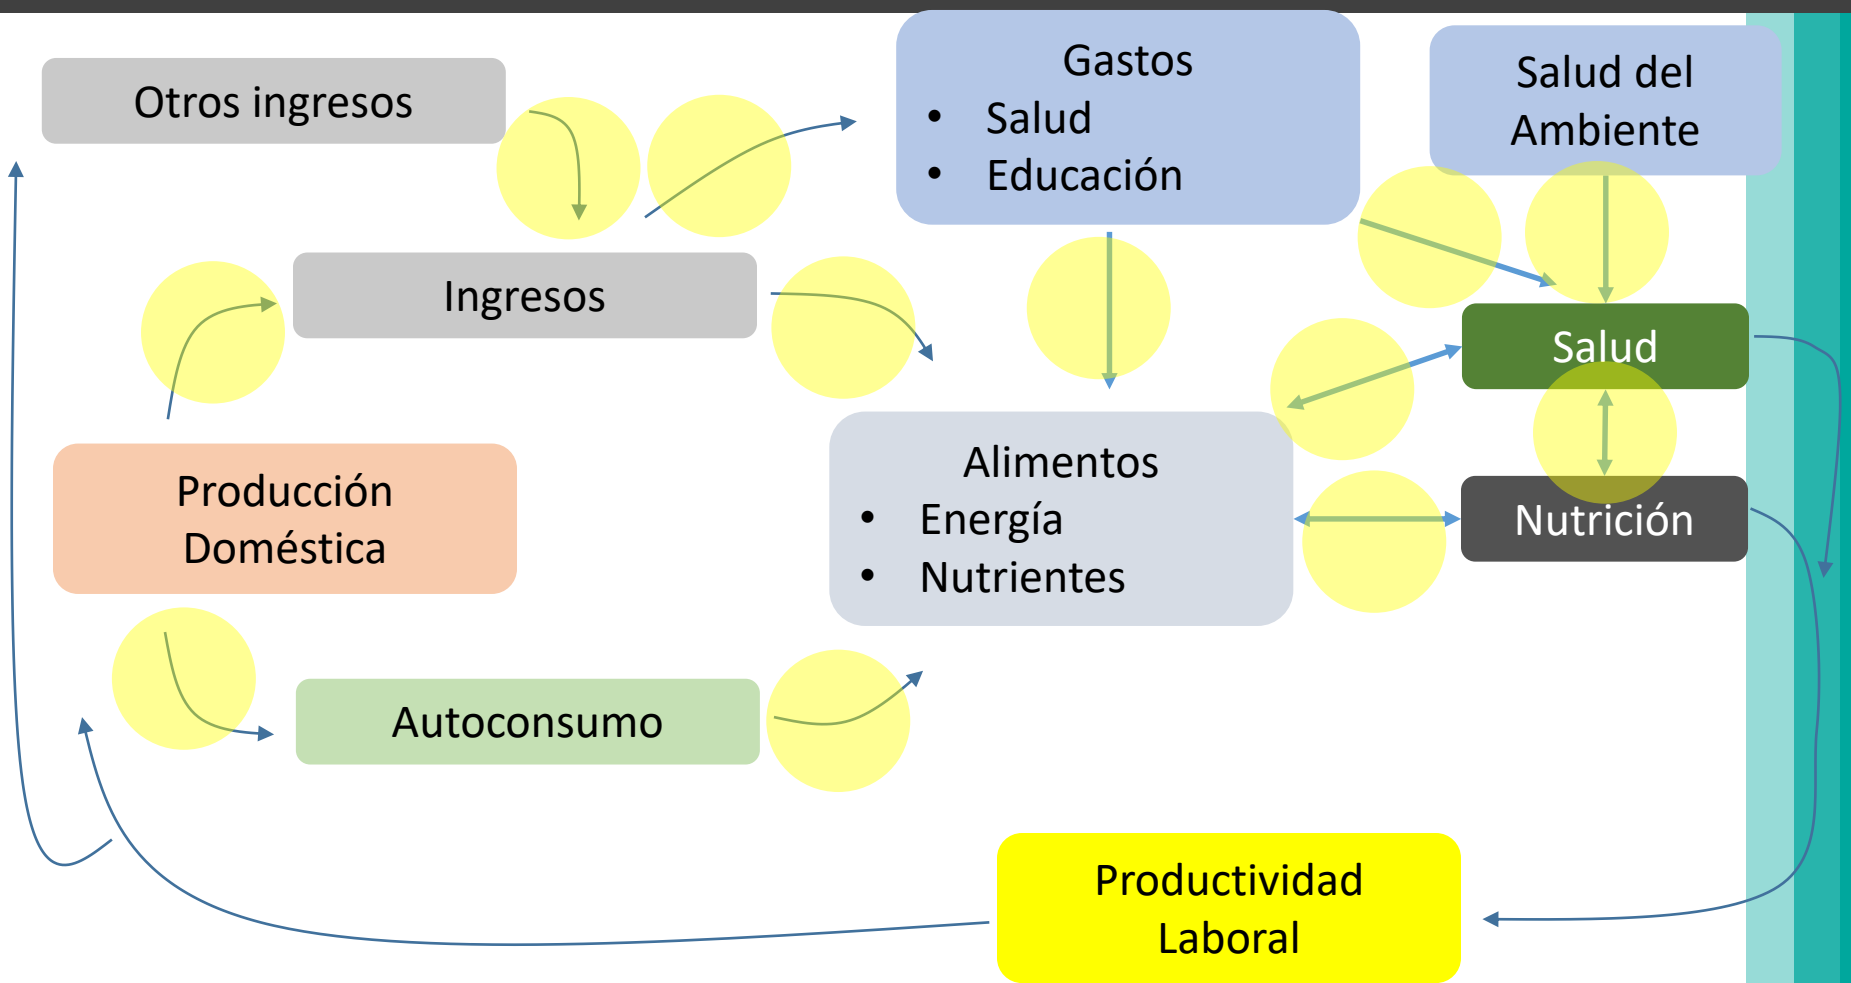 Otros ingresos
Gastos
• Salud
• Educación
Salud del
Ambiente
Ingresos
Salud
Producción
Doméstica
Alimentos
• Energía
• Nutrientes
Nutrición
Autoconsumo
Productividad
Laboral